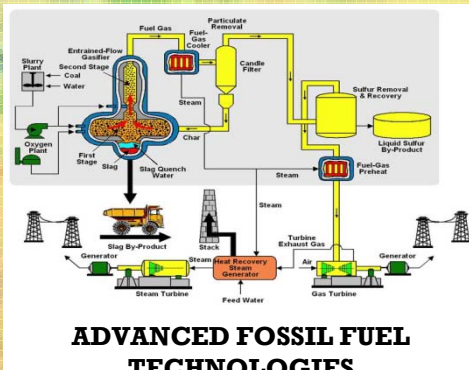 Fuel Gas
Particulate
Removal
Fuel-
Gas
Cooler
Entrained-Flow
Gasifier
Second Stage
Slurry
Plant
Coal
Water
Candle
Filter
Sulfur Removal
& Recovery
Steam
Char
Oxygen
Plant
First
Stage
Slag
Slag Quench
Water
Liquid Sulfur
By-Product
Steam
Fuel-Gas
Preheat
Steam
Slag By-Product
Stack
Turbine
Exhaust Gas
Generator
Steam
Heat Recovery
Steam
Generator
Air
Generator
Steam Turbine
Feed Water
Gas Turbine
ADVANCED FOSSIL FUEL
TECHNOLOGIES